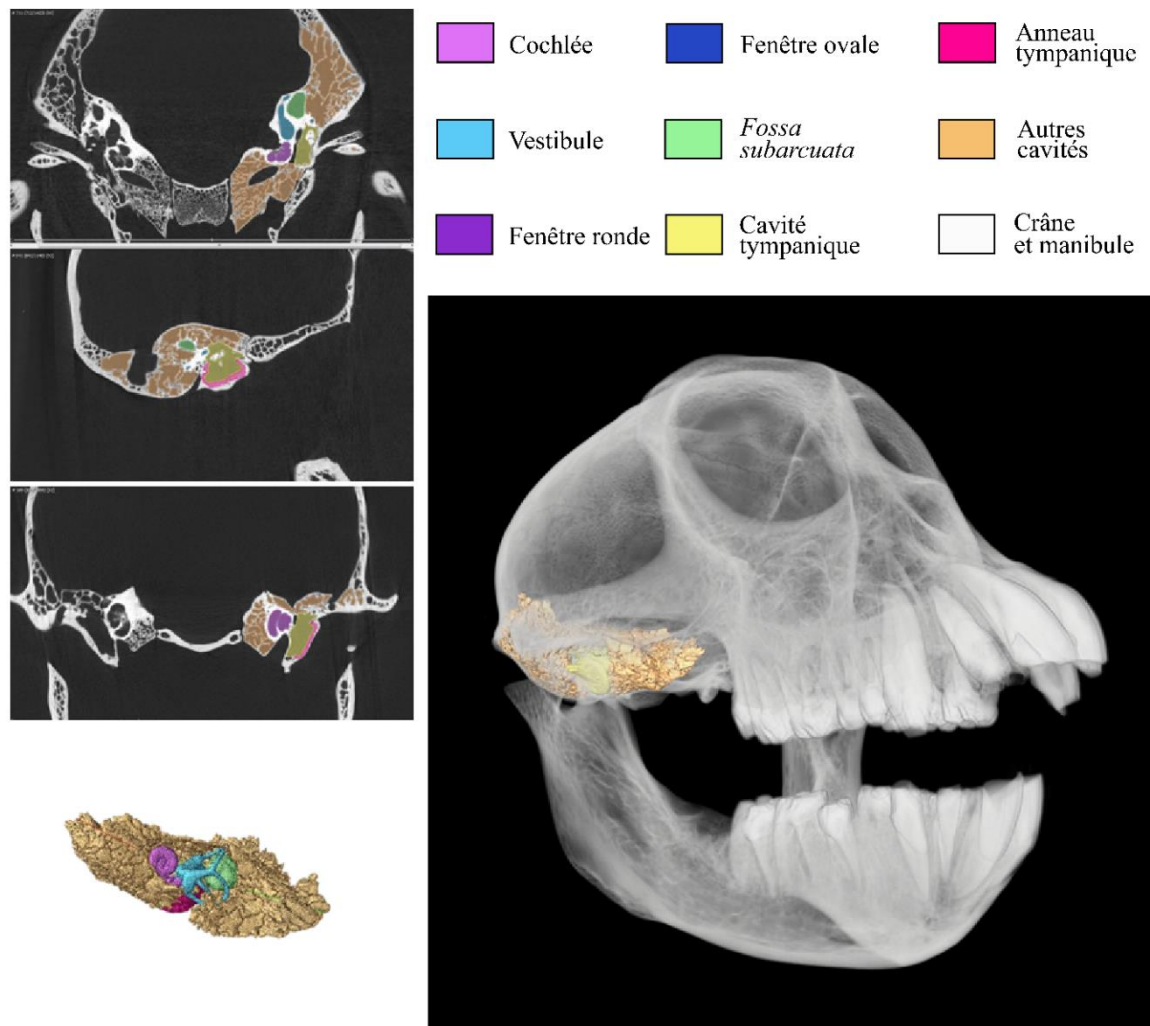 Cochlée
Fenêtre ovale
Anneau
tympanique
Vestibule
Fossa
subarcuata
Autres
cavités
Fenêtre ronde
Cavité
tympanique
Crâne
et manibule